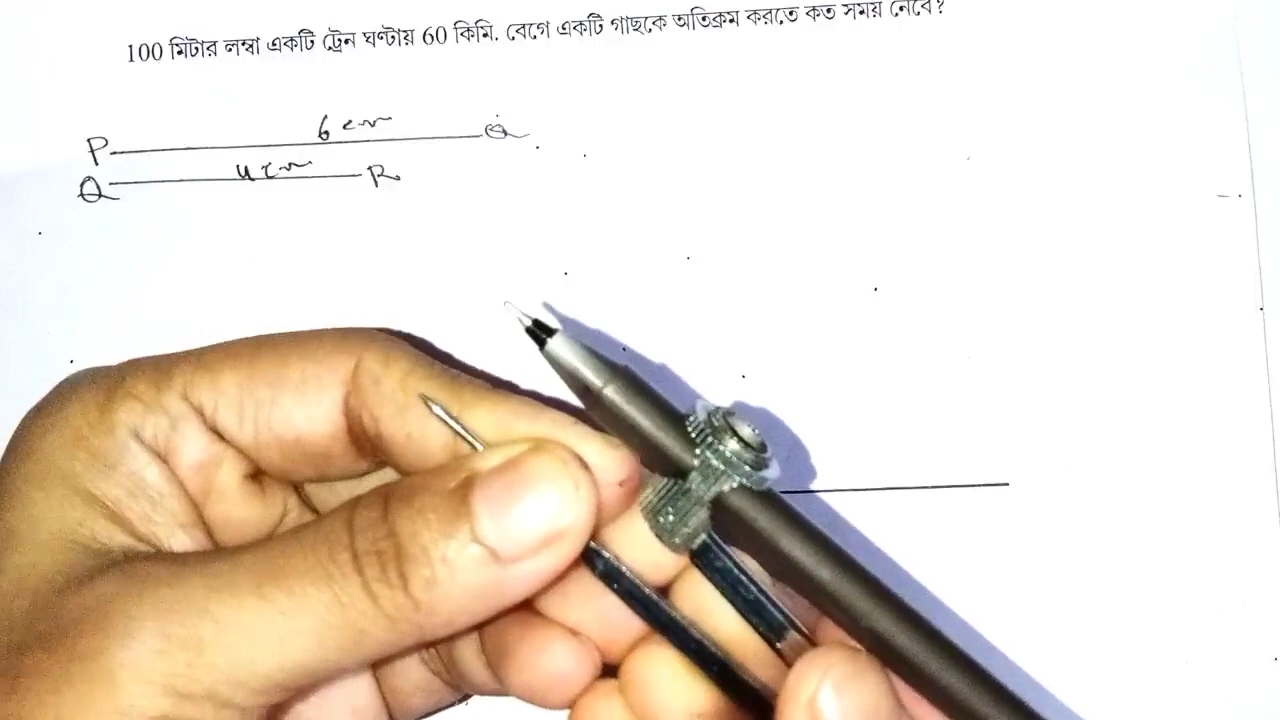 100 মিটার লম্বা একটি ট্রেন ঘণ্টায় 60 কিমি. বেগে একটি গাছকে অতিক্রম করতে কত সময় নেবে?
P 6 cm Q
Q 4 cm R